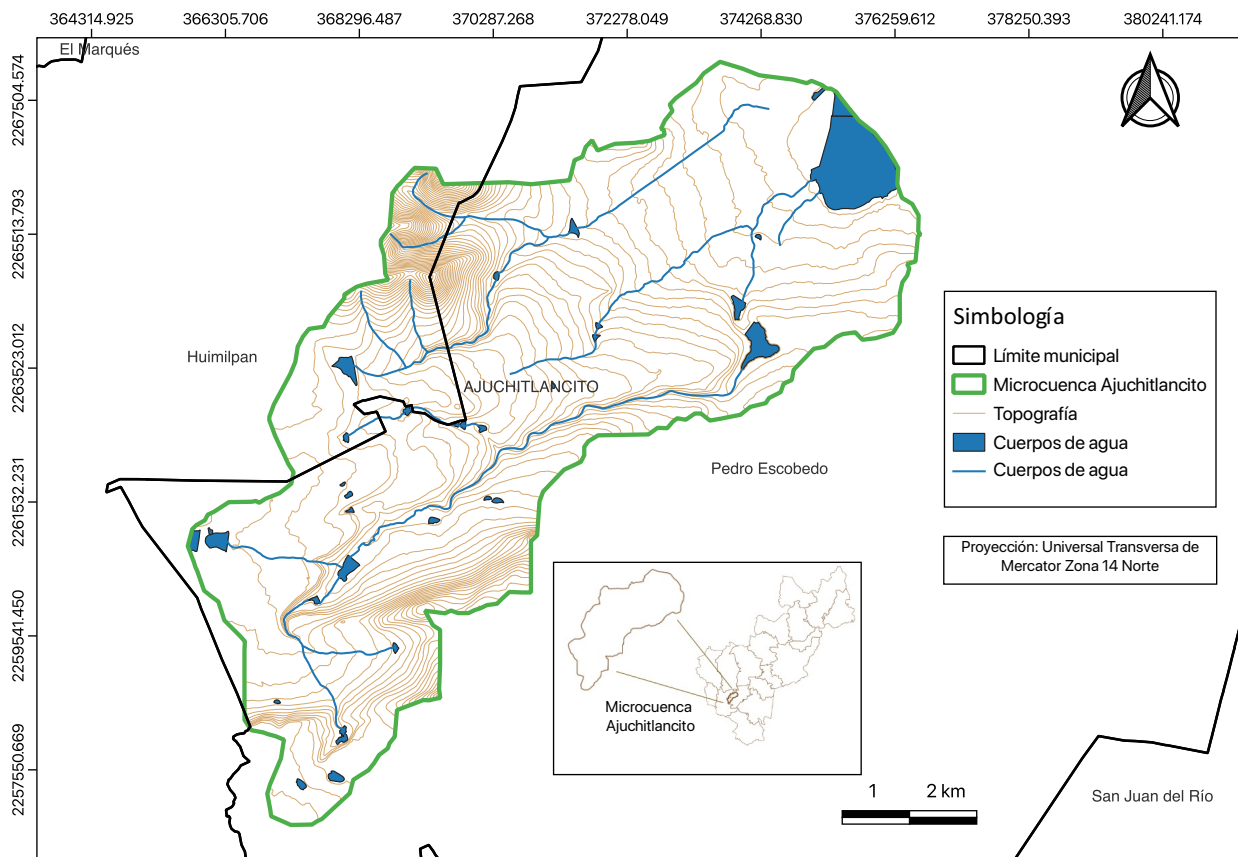 364314.925
366305.706
368296.487
370287.268
372278.049
374268.830
376259.612
378250.393
380241.174
El Marqués
2267504.574
2265513.793
Simbología
2263523.012
Huimilpan
Límite municipal
AJUCHITLANCITO
Microcuenca Ajuchitlancito
Topografía
Cuerpos de agua
Pedro Escobedo
Cuerpos de agua
2261532.231
Proyección: Universal Transversa de
Mercator Zona 14 Norte
2259541.450
Microcuenca
Ajuchitlancito
2257550.669
1
2 km
San Juan del Río